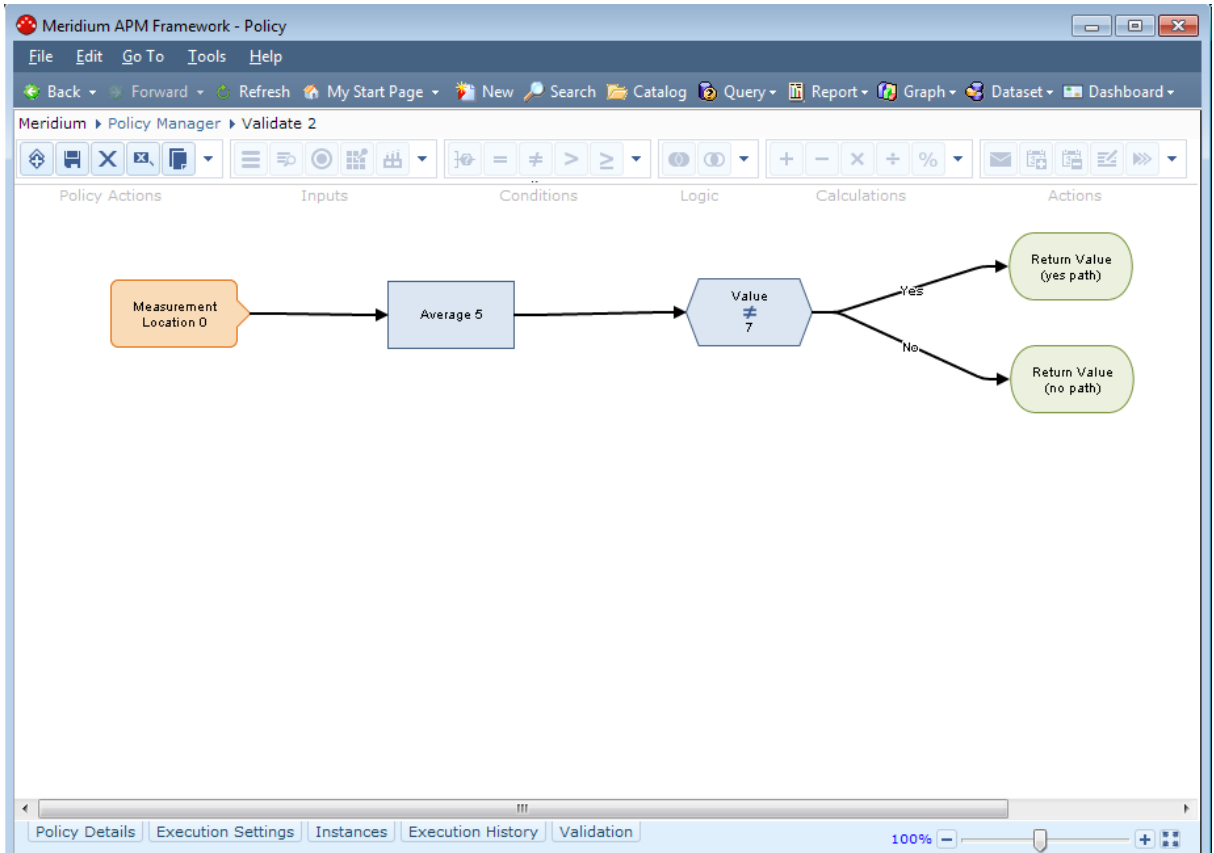 Meridium APM Framework - Policy
File Edit Go To Tools Help
Back Forward Refresh My Start Page New Search Catalog Query Report Graph Dataset Dashboard
Meridium Policy Manager Validate 2
= ≠ > ≥ + − × ÷ %
Policy Actions Inputs Conditions Logic Calculations Actions
Measurement
Location 0
Average 5
Value
≠
7
Yes
No
Return Value
(yes path)
Return Value
(no path)
Policy Details Execution Settings Instances Execution History Validation 100%